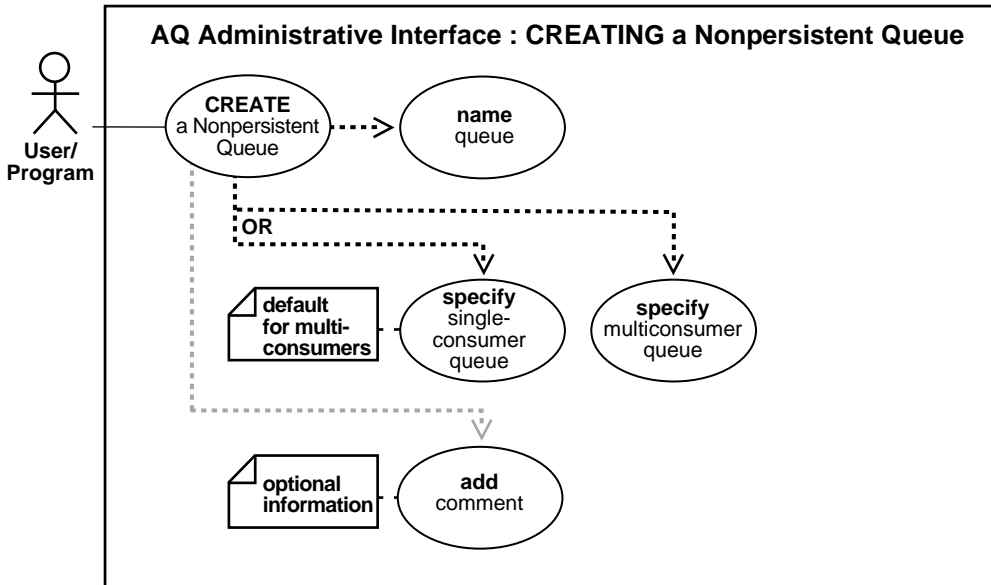 AQ Administrative Interface : CREATING a Nonpersistent Queue
User/
Program
CREATE
a Nonpersistent
Queue
name
queue
OR
default
for multi-
consumers
specify
single-
consumer
queue
specify
multiconsumer
queue
optional
information
add
comment